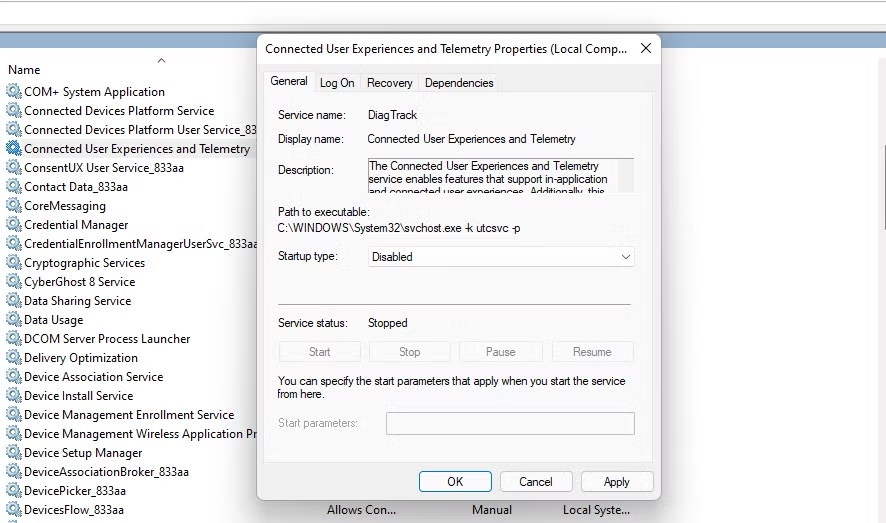 Connected User Experiences and Telemetry Properties (Local Comp...
Name
General
Log On
Recovery
Dependencies
COM+ System Application
Connected Devices Platform Service
Connected Devices Platform User Service_83
Connected User Experiences and Telemetry
ConsentUX User Service_833aa
Contact Data_833aa
CoreMessaging
Credential Manager
CredentialEnrollmentManagerUserSvc_833aa
Cryptographic Services
CyberGhost 8 Service
Data Sharing Service
Data Usage
DCOM Server Process Launcher
Delivery Optimization
Device Association Service
Device Install Service
Device Management Enrollment Service
Device Management Wireless Application Pr
Device Setup Manager
DeviceAssociationBroker_833aa
DevicePicker_833aa
DevicesFlow_833aa
Service name: DiagTrack
Display name: Connected User Experiences and Telemetry
Description: The Connected User Experiences and Telemetry
service enables features that support in-application
and connected user experiences. Additionally, this
Path to executable:
C:\WINDOWS\System32\svchost.exe -k utcsvc -p
Startup type: Disabled
Service status: Stopped
Start
Stop
Pause
Resume
You can specify the start parameters that apply when you start the service
from here.
Start parameters:
OK
Cancel
Apply
Allows Con...
Manual
Local Syste...